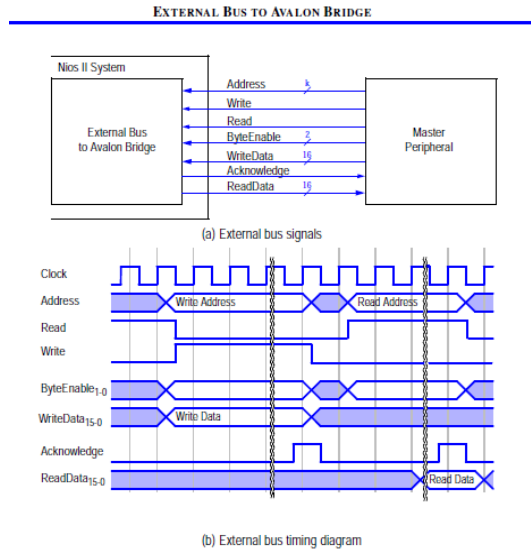 EXTERNAL BUS TO AVALON BRIDGE
Nios II System
External Bus
to Avalon Bridge
Address k
Write
Read
ByteEnable 2
WriteData 16
Acknowledge
ReadData 16
Master
Peripheral
(a) External bus signals
Clock
Address Write Address Read Address
Read
Write
ByteEnable1-0
WriteData15-0 Write Data
Acknowledge
ReadData15-0 Read Data
(b) External bus timing diagram